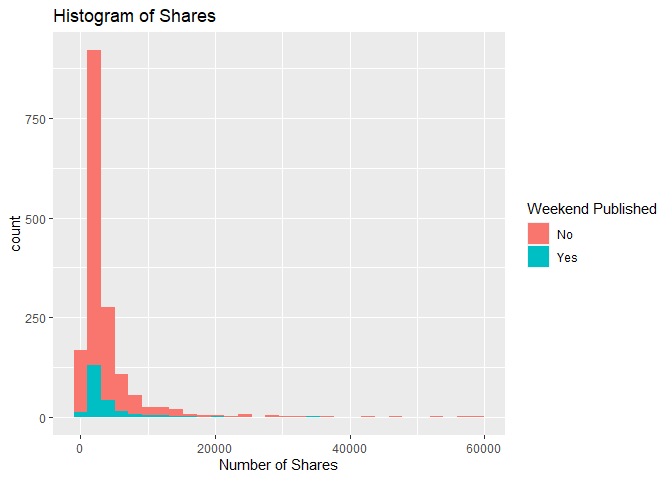 Histogram of Shares
750
500
250
0
count
0 20000 40000 60000
Number of Shares
Weekend Published
No
Yes